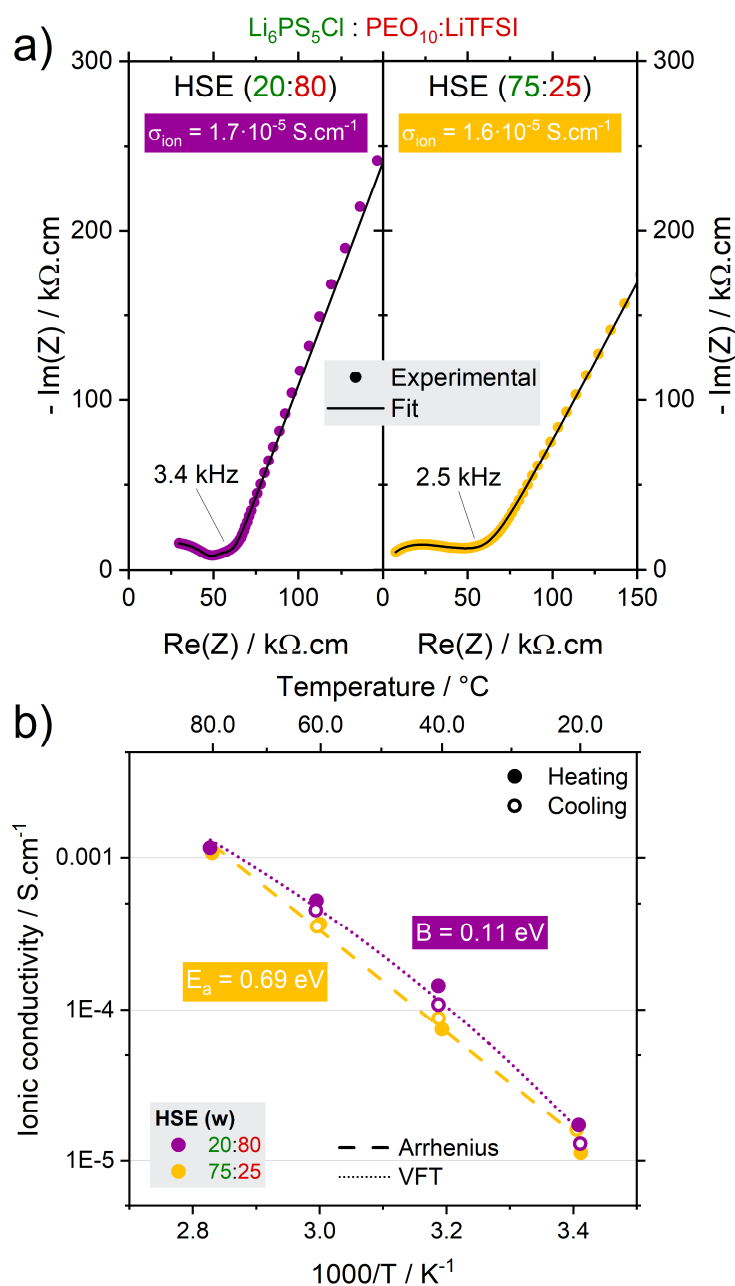 Li₆PS₅Cl : PEO₁₀:LiTFSI
a)
HSE (20:80)
HSE (75:25)
σion = 1.7·10⁻⁵ S.cm⁻¹
σion = 1.6·10⁻⁵ S.cm⁻¹
300
200
100
0
- Im(Z) / kΩ.cm
300
200
100
0
- Im(Z) / kΩ.cm
Experimental
Fit
3.4 kHz
2.5 kHz
0
50
100
0
50
100
150
Re(Z) / kΩ.cm
Re(Z) / kΩ.cm
b)
Temperature / °C
80.0
60.0
40.0
20.0
Heating
Cooling
0.001
1E-4
1E-5
Ionic conductivity / S.cm⁻¹
B = 0.11 eV
Eₐ = 0.69 eV
HSE (w)
20:80
75:25
Arrhenius
VFT
2.8
3.0
3.2
3.4
1000/T / K⁻¹